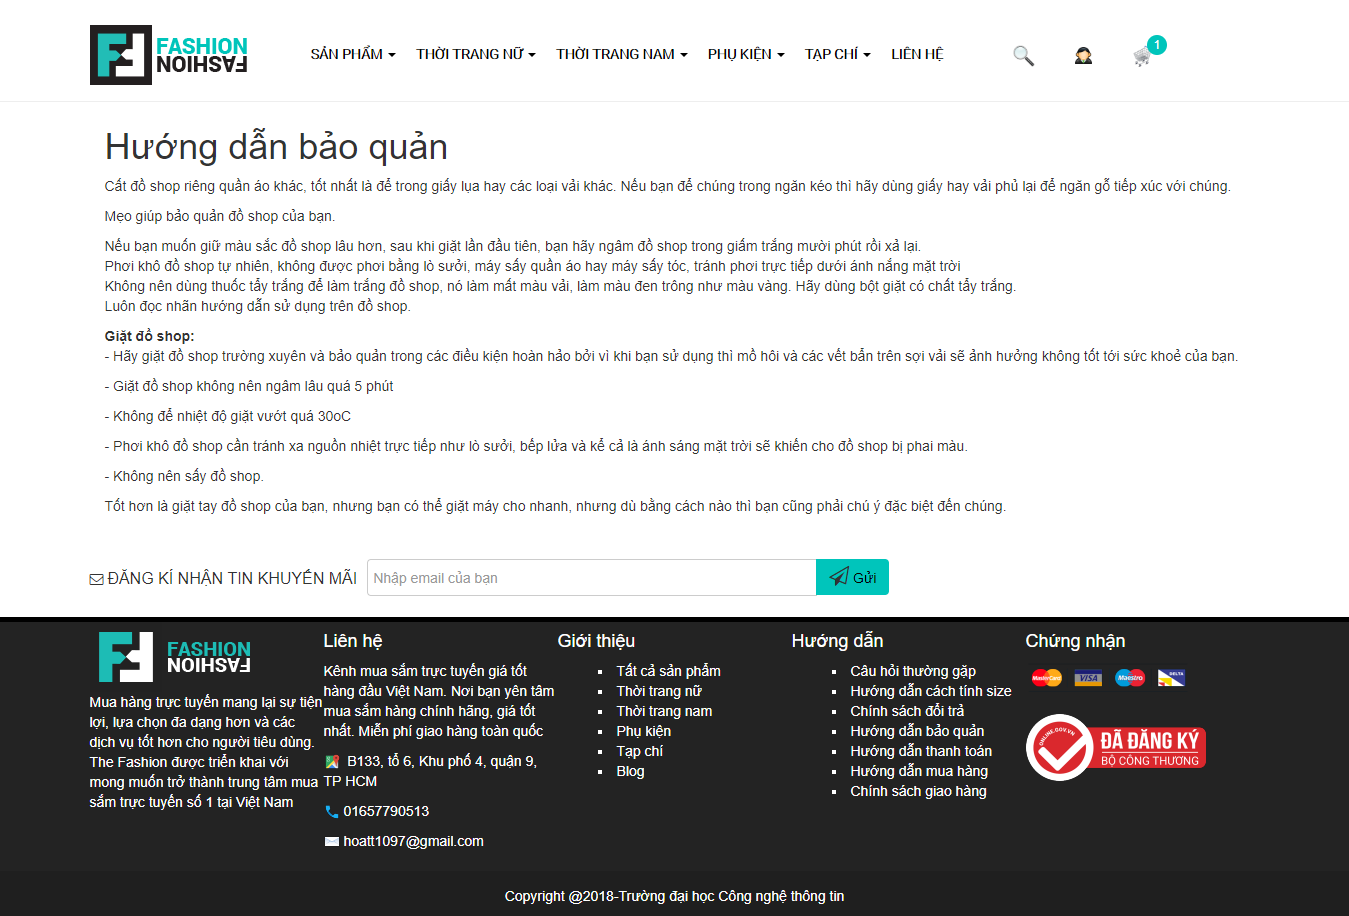 FASHION
FASHION
SẢN PHẨM
THỜI TRANG NỮ
THỜI TRANG NAM
PHỤ KIỆN
TẠP CHÍ
LIÊN HỆ
1
Hướng dẫn bảo quản
Cất đồ shop riêng quần áo khác, tốt nhất là để trong giấy lụa hay các loại vải khác. Nếu bạn để chúng trong ngăn kéo thì hãy dùng giấy hay vải phủ lại để ngăn gỗ tiếp xúc với chúng.
Mẹo giúp bảo quản đồ shop của bạn.
Nếu bạn muốn giữ màu sắc đồ shop lâu hơn, sau khi giặt lần đầu tiên, bạn hãy ngâm đồ shop trong giấm trắng mười phút rồi xả lại.
Phơi khô đồ shop tự nhiên, không được phơi bằng lò sưởi, máy sấy quần áo hay máy sấy tóc, tránh phơi trực tiếp dưới ánh nắng mặt trời
Không nên dùng thuốc tẩy trắng để làm trắng đồ shop, nó làm mất màu vải, làm màu đen trông như màu vàng. Hãy dùng bột giặt có chất tẩy trắng.
Luôn đọc nhãn hướng dẫn sử dụng trên đồ shop.
Giặt đồ shop:
- Hãy giặt đồ shop trường xuyên và bảo quản trong các điều kiện hoàn hảo bởi vì khi bạn sử dụng thì mồ hôi và các vết bẩn trên sợi vải sẽ ảnh hưởng không tốt tới sức khoẻ của bạn.
- Giặt đồ shop không nên ngâm lâu quá 5 phút
- Không để nhiệt độ giặt vướt quá 30oC
- Phơi khô đồ shop cần tránh xa nguồn nhiệt trực tiếp như lò sưởi, bếp lửa và kể cả là ánh sáng mặt trời sẽ khiến cho đồ shop bị phai màu.
- Không nên sấy đồ shop.
Tốt hơn là giặt tay đồ shop của bạn, nhưng bạn có thể giặt máy cho nhanh, nhưng dù bằng cách nào thì bạn cũng phải chú ý đặc biệt đến chúng.
ĐĂNG KÍ NHẬN TIN KHUYẾN MÃI
Nhập email của bạn
Gửi
FASHION
FASHION
Mua hàng trực tuyến mang lại sự tiện
lợi, lựa chọn đa dạng hơn và các
dịch vụ tốt hơn cho người tiêu dùng.
The Fashion được triển khai với
mong muốn trở thành trung tâm mua
sắm trực tuyến số 1 tại Việt Nam
Liên hệ
Kênh mua sắm trực tuyến giá tốt
hàng đầu Việt Nam. Nơi bạn yên tâm
mua sắm hàng chính hãng, giá tốt
nhất. Miễn phí giao hàng toàn quốc
B133, tổ 6, Khu phố 4, quận 9,
TP HCM
01657790513
hoatt1097@gmail.com
Giới thiệu
Tất cả sản phẩm
Thời trang nữ
Thời trang nam
Phụ kiện
Tạp chí
Blog
Hướng dẫn
Câu hỏi thường gặp
Hướng dẫn cách tính size
Chính sách đổi trả
Hướng dẫn bảo quản
Hướng dẫn thanh toán
Hướng dẫn mua hàng
Chính sách giao hàng
Chứng nhận
MasterCard
VISA
Maestro
DELTA
ONLINE.GOV.VN
ĐÃ ĐĂNG KÝ
BỘ CÔNG THƯƠNG
Copyright @2018-Trường đại học Công nghệ thông tin